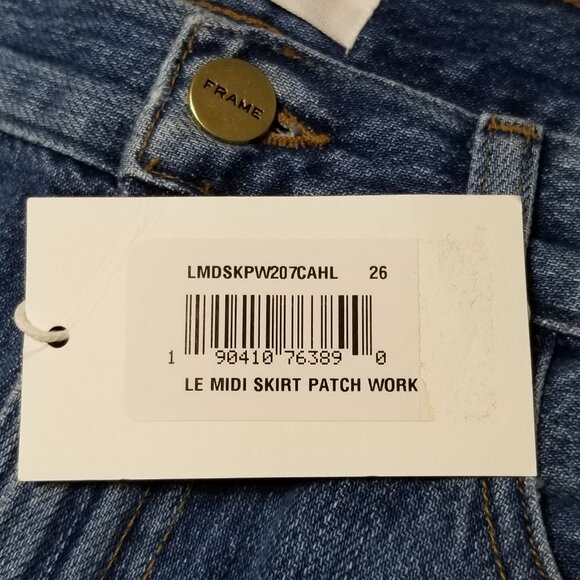 FRAME
LMDSKPW207CAHL 26
1 90410 76389 0
LE MIDI SKIRT PATCH WORK